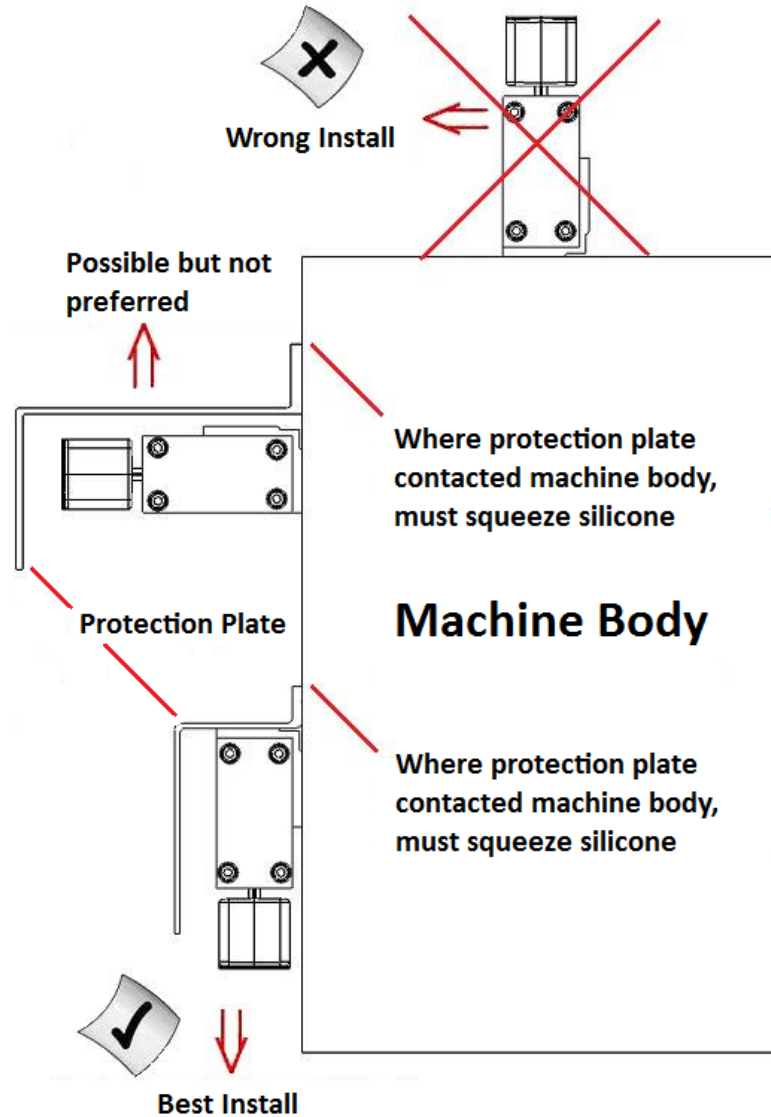 Wrong Install
Possible but not
preferred
Where protection plate
contacted machine body,
must squeeze silicone
Protection Plate
Machine Body
Where protection plate
contacted machine body,
must squeeze silicone
Best Install